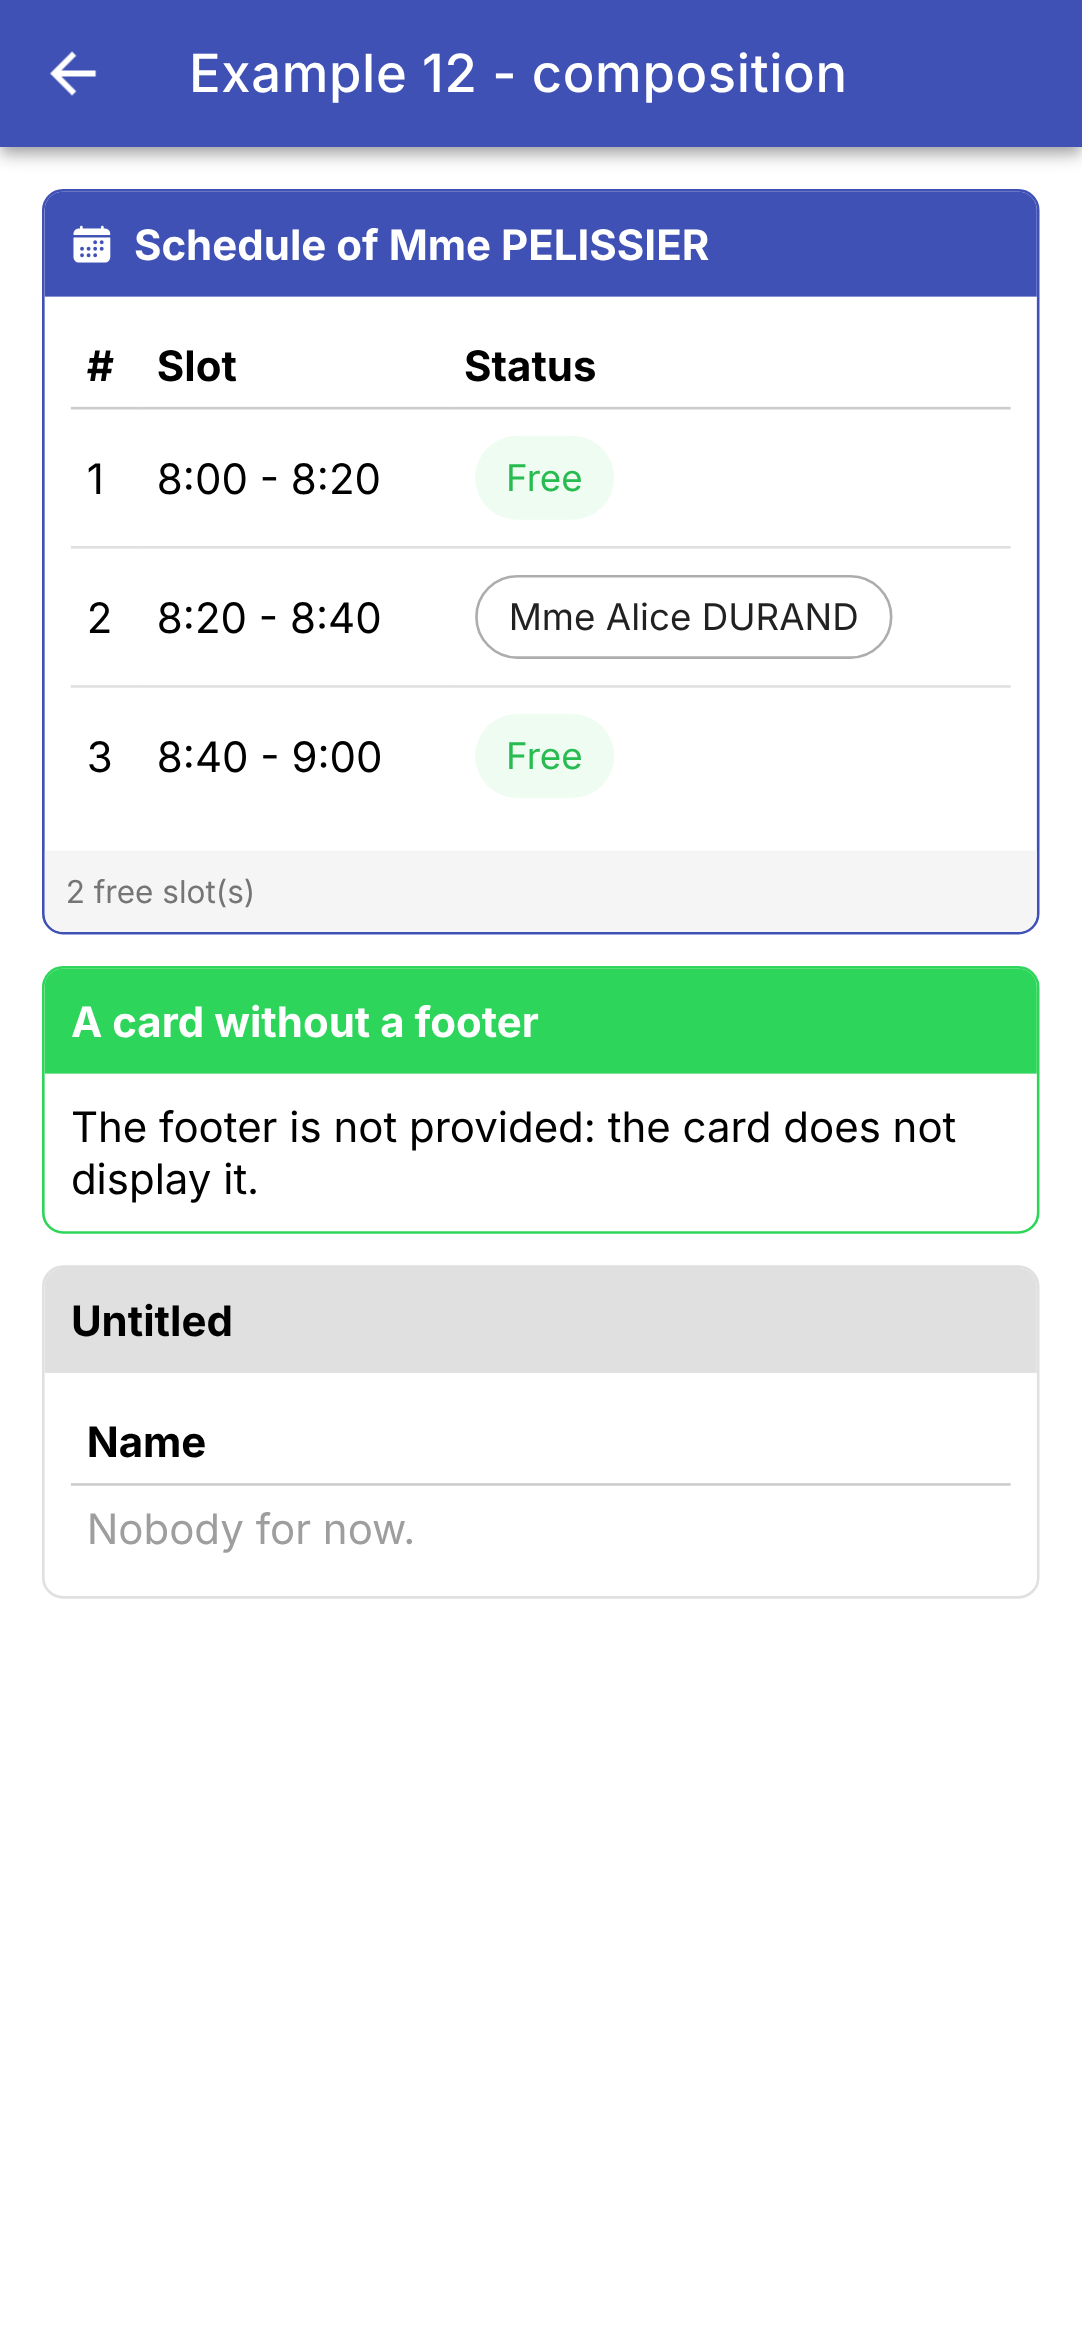 Example 12 - composition
Schedule of Mme PELISSIER
# Slot Status
1 8:00 - 8:20 Free
2 8:20 - 8:40 Mme Alice DURAND
3 8:40 - 9:00 Free
2 free slot(s)
A card without a footer
The footer is not provided: the card does not
display it.
Untitled
Name
Nobody for now.